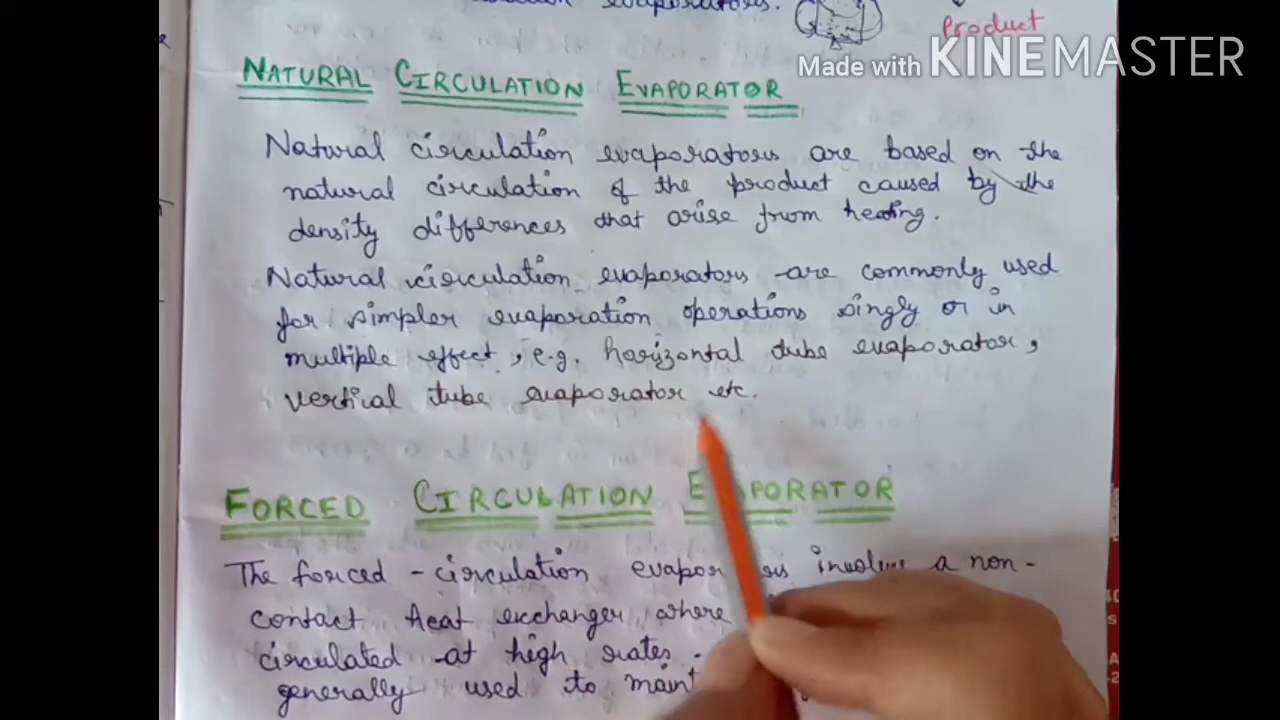 evaporators.
Product
Made with KINEMASTER
NATURAL CIRCULATION EVAPORATOR
Natural circulation evaporators are based on the
natural circulation of the product caused by the
density differences that arise from heating.
Natural circulation evaporators are commonly used
for simpler evaporation operations singly or in
multiple effect, e.g. horizontal tube evaporator,
vertical tube evaporator etc.
FORCED CIRCULATION EVAPORATOR
The forced-circulation involve a non-
contact heat exchanger where
circulated at high rates.
generally used to